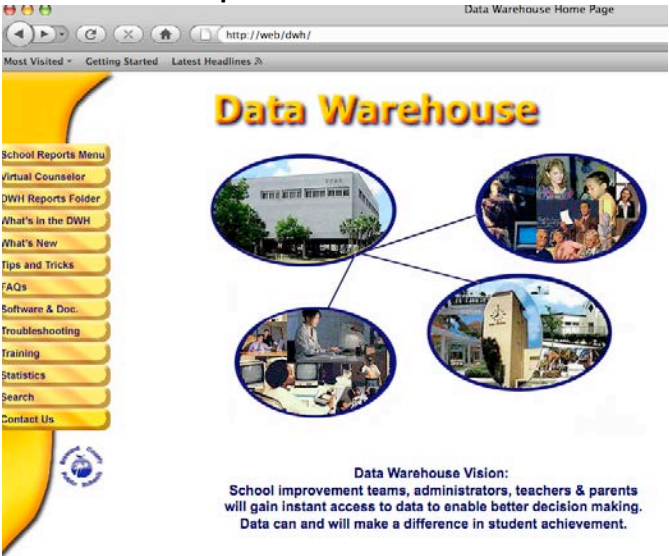 Data Warehouse Home Page
http://web/dwh/
Most Visited Getting Started Latest Headlines
Data Warehouse
School Reports Menu
Virtual Counselor
DWH Reports Folder
What's in the DWH
What's New
Tips and Tricks
FAQs
Software & Doc.
Troubleshooting
Training
Statistics
Search
Contact Us
County
Public Schools
Data Warehouse Vision:
School improvement teams, administrators, teachers & parents
will gain instant access to data to enable better decision making.
Data can and will make a difference in student achievement.